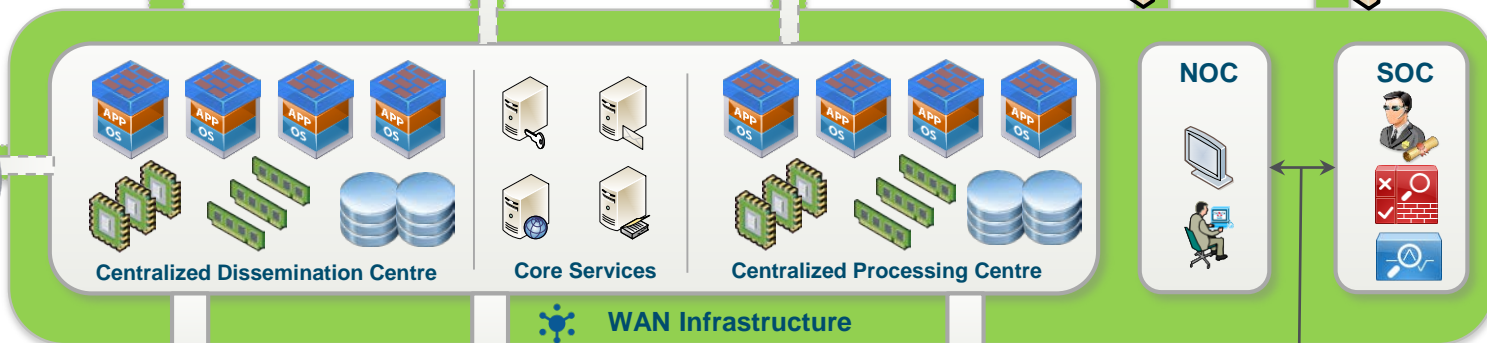 NOC
SOC
APP
OS
APP
OS
APP
OS
APP
OS
APP
OS
APP
OS
APP
OS
APP
OS
Centralized Dissemination Centre
Core Services
Centralized Processing Centre
WAN Infrastructure